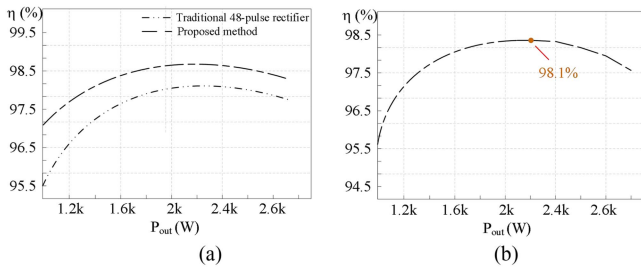 η (%)
Traditional 48-pulse rectifier
Proposed method
99.5
98.5
97.5
96.5
95.5
1.2k 1.6k 2k 2.2k 2.6k
Pout (W)
(a)
η (%)
98.5
97.5
96.5
95.5
94.5
98.1%
1.2k 1.6k 2k 2.4k 2.6k
Pout (W)
(b)